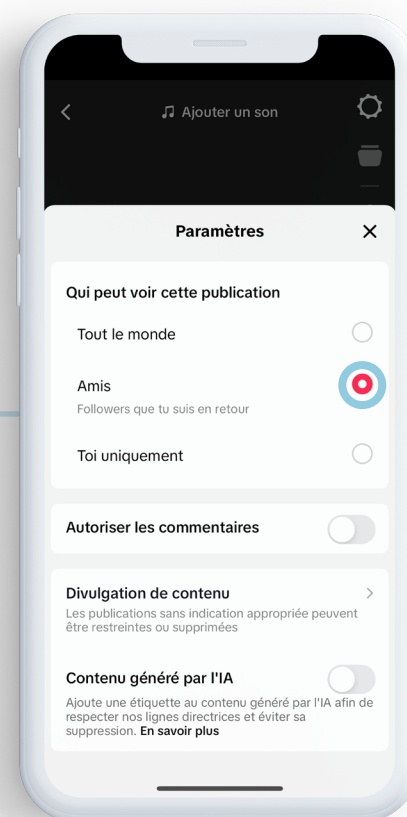 Ajouter un son
Paramètres
Qui peut voir cette publication
Tout le monde
Amis
Followers que tu suis en retour
Toi uniquement
Autoriser les commentaires
Divulgation de contenu
Les publications sans indication appropriée peuvent
être restreintes ou supprimées
Contenu généré par l'IA
Ajoute une étiquette au contenu généré par l'IA afin de
respecter nos lignes directrices et éviter sa
suppression. En savoir plus